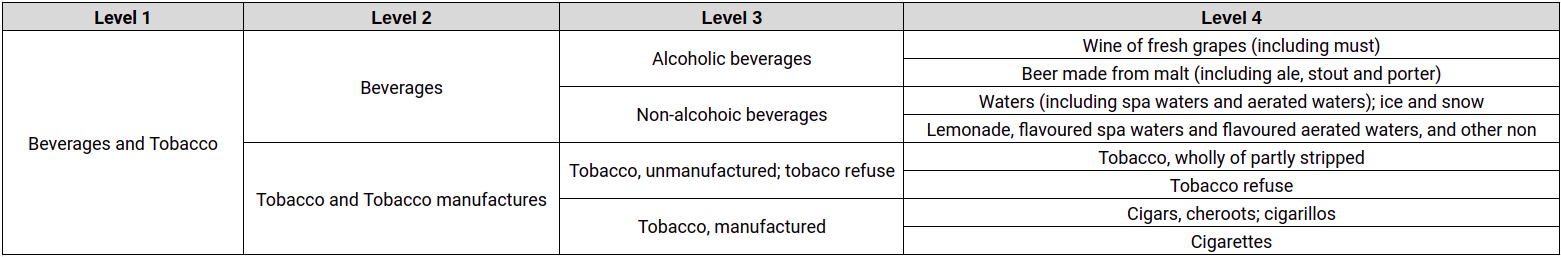 Level 1 Level 2 Level 3 Level 4
Wine of fresh grapes (including must)
Alcoholic beverages
Beer made from malt (including ale, stout and porter)
Beverages
Waters (including spa waters and aerated waters); ice and snow
Non-alcohoic beverages
Lemonade, flavoured spa waters and flavoured aerated waters, and other non
Beverages and Tobacco
Tobacco, wholly of partly stripped
Tobacco, unmanufactured; tobaco refuse
Tobacco refuse
Tobacco and Tobacco manufactures
Cigars, cheroots; cigarillos
Tobacco, manufactured
Cigarettes